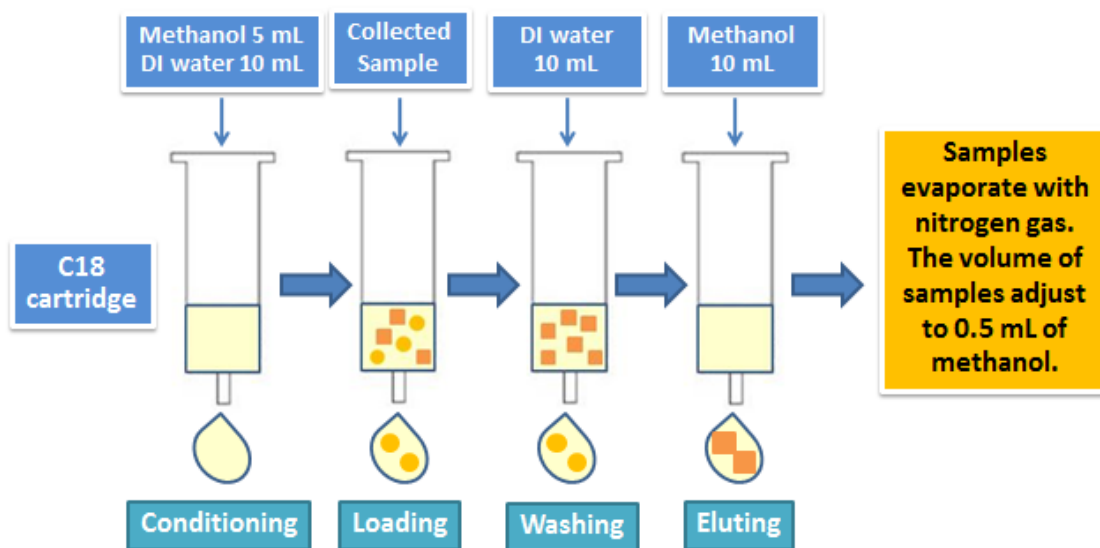 Methanol 5 mL
DI water 10 mL
Collected
Sample
DI water
10 mL
Methanol
10 mL
C18
cartridge
Samples
evaporate with
nitrogen gas.
The volume of
samples adjust
to 0.5 mL of
methanol.
Conditioning
Loading
Washing
Eluting